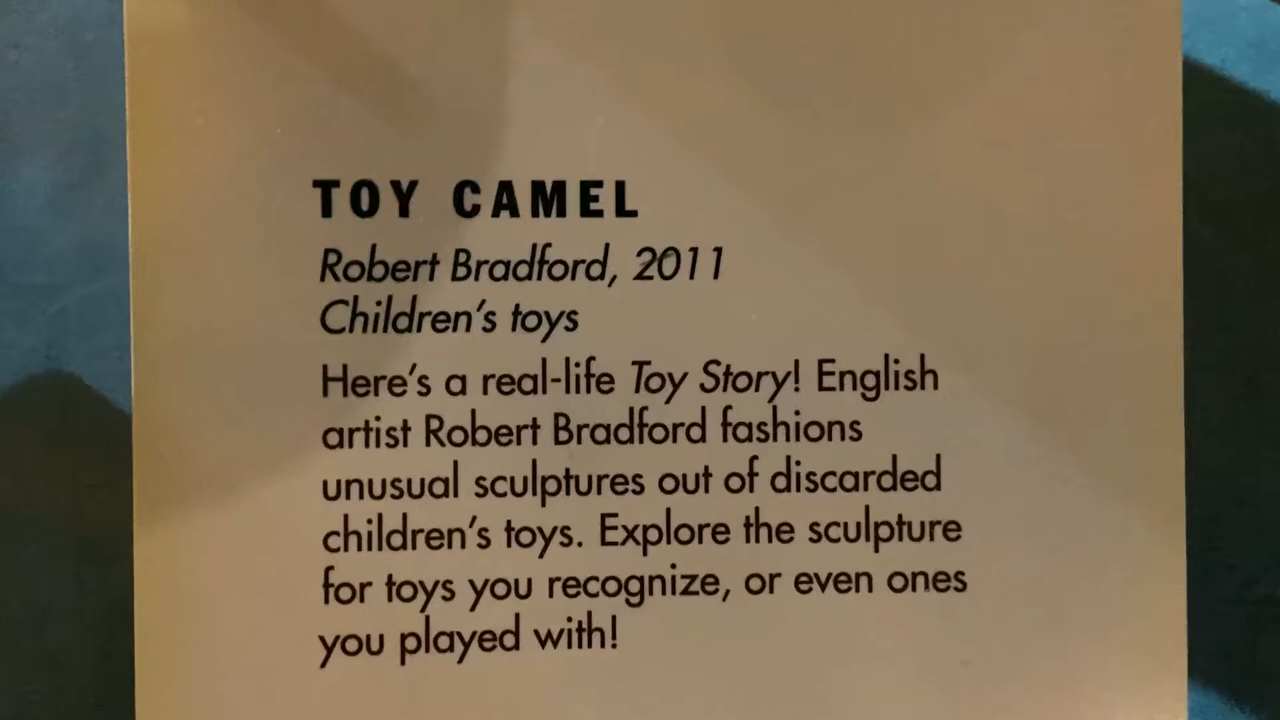 TOY CAMEL
Robert Bradford, 2011
Children's toys
Here's a real-life Toy Story! English
artist Robert Bradford fashions
unusual sculptures out of discarded
children's toys. Explore the sculpture
for toys you recognize, or even ones
you played with!